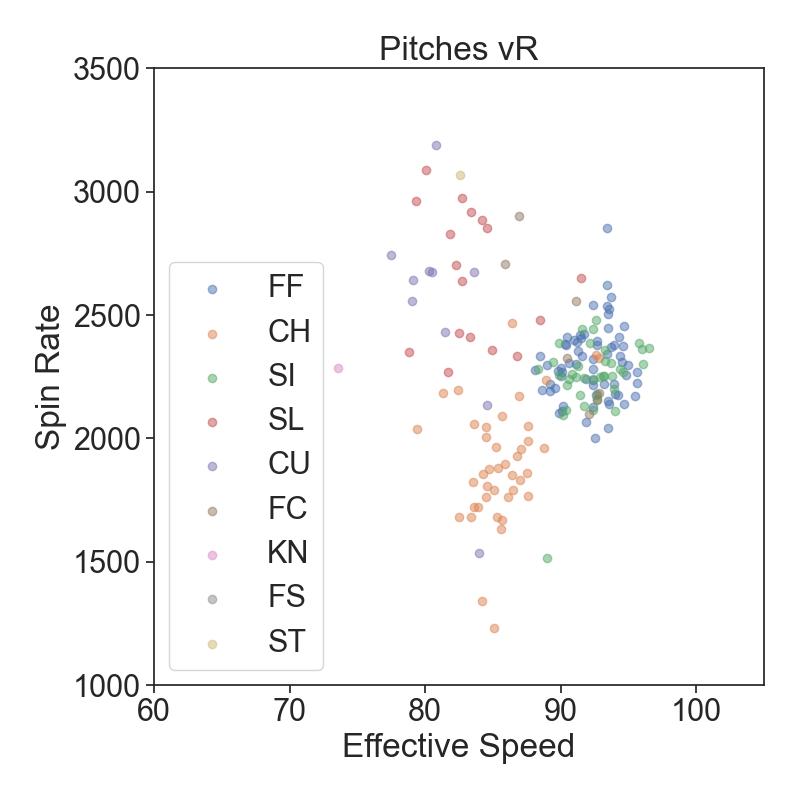 Pitches vR
3500
3000
2500
2000
1500
1000
Spin Rate
FF
CH
SI
SL
CU
FC
KN
FS
ST
60 70 80 90 100
Effective Speed